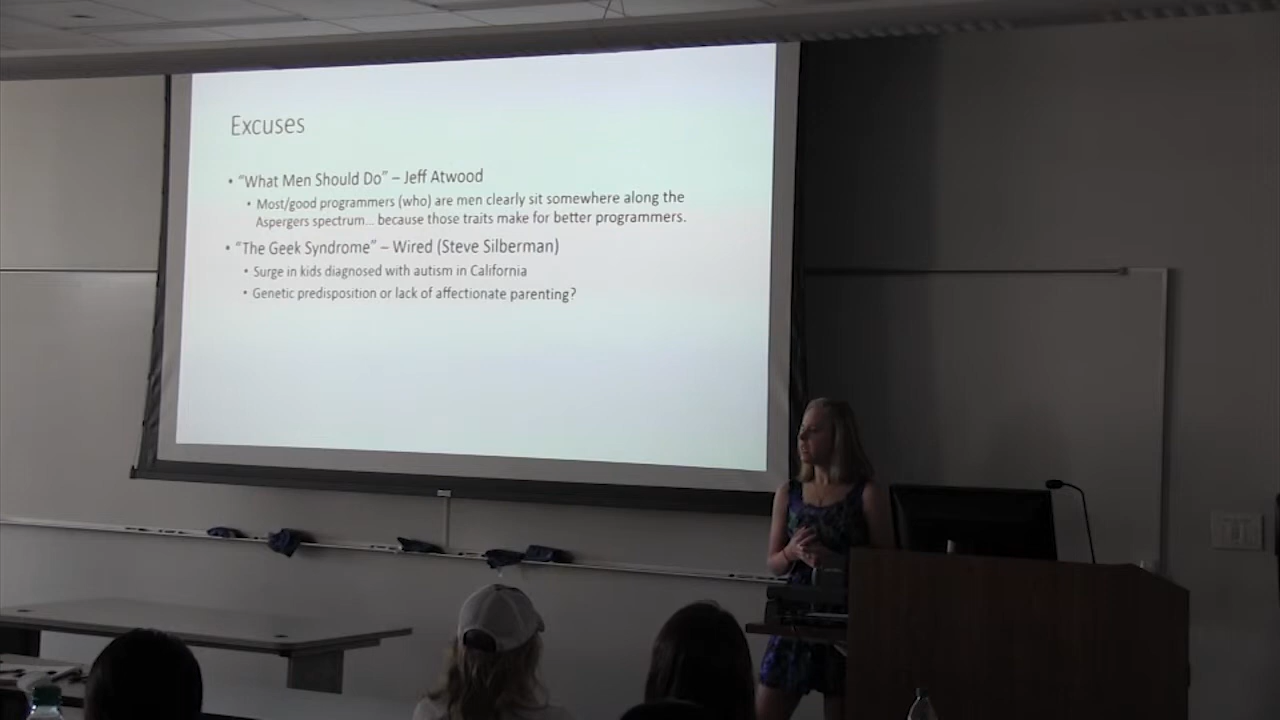 Excuses
• “What Men Should Do” – Jeff Atwood
• Most/good programmers (who) are men clearly sit somewhere along the
Aspergers spectrum... because those traits make for better programmers.
• “The Geek Syndrome” – Wired (Steve Silberman)
• Surge in kids diagnosed with autism in California
• Genetic predisposition or lack of affectionate parenting?